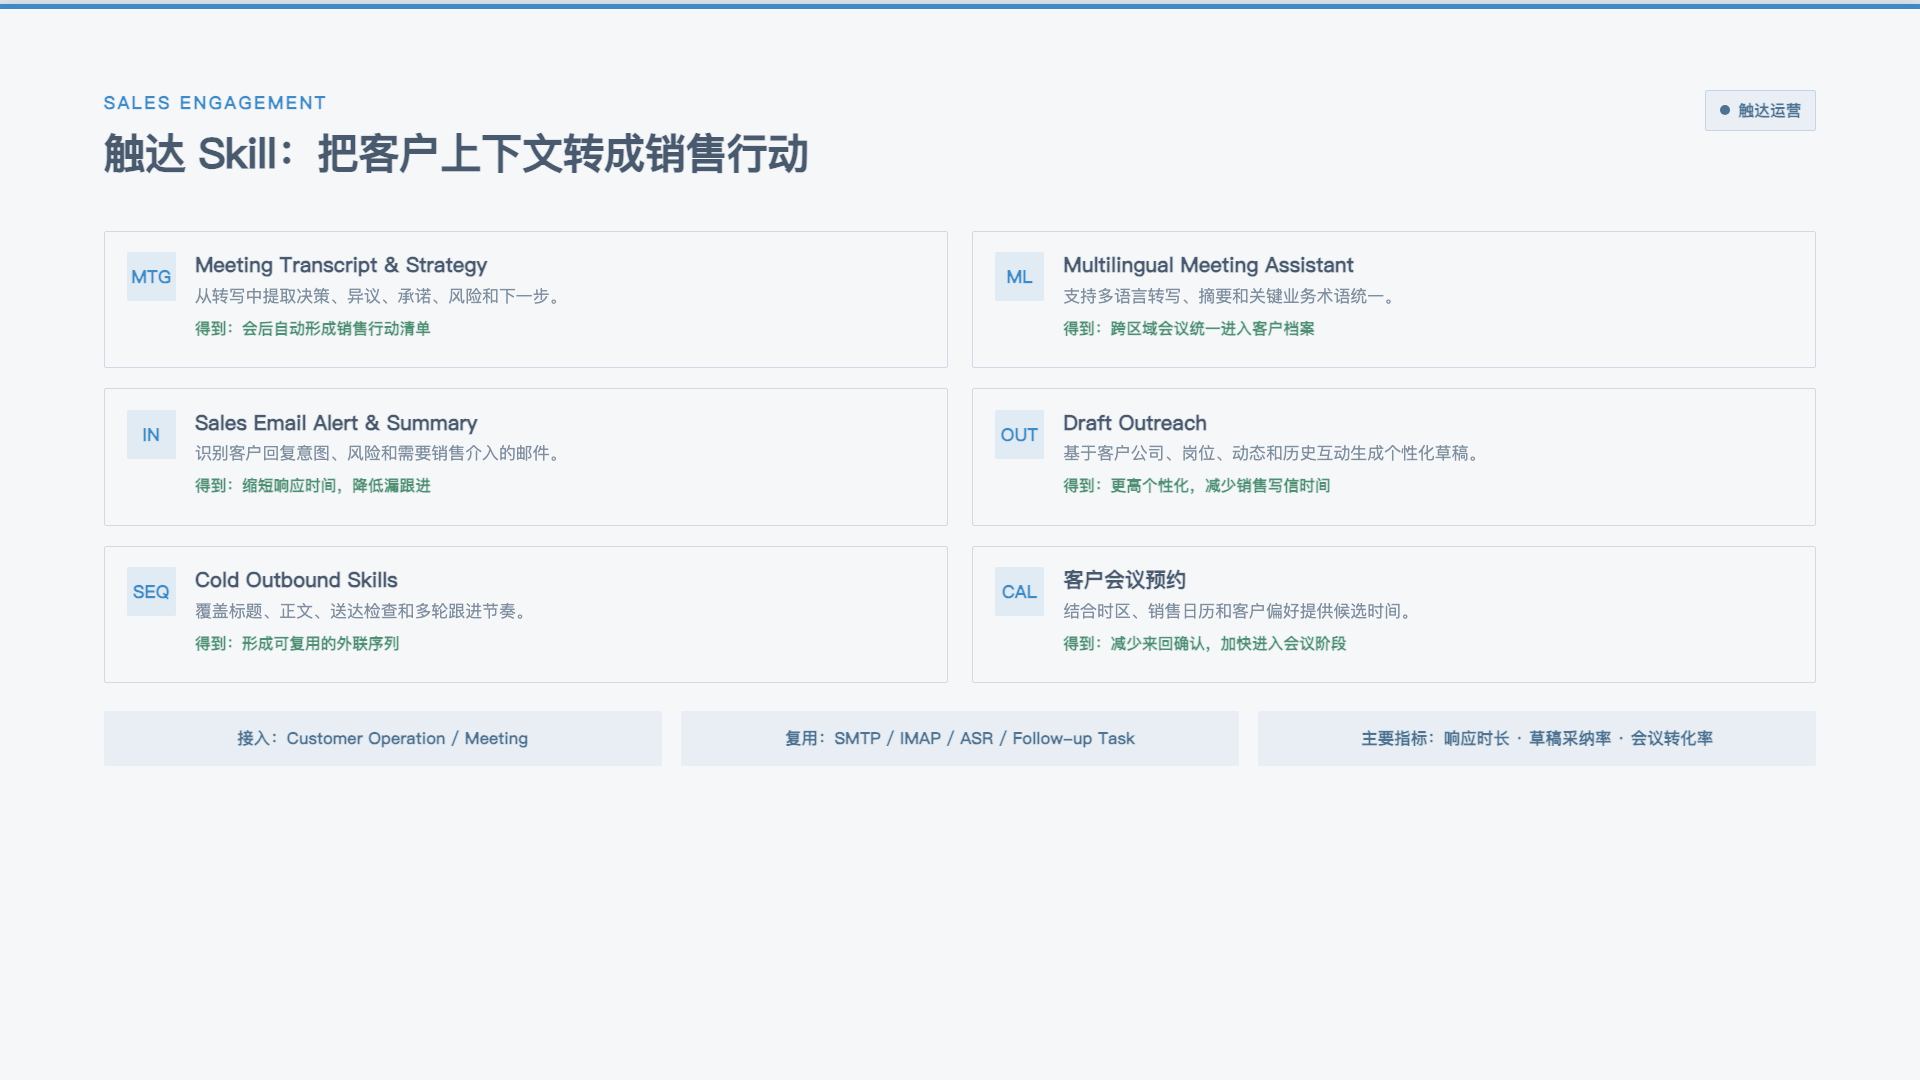 SALES ENGAGEMENT
触达 Skill：把客户上下文转成销售行动
触达运营
MTG
Meeting Transcript & Strategy
从转写中提取决策、异议、承诺、风险和下一步。
得到：会后自动形成销售行动清单
ML
Multilingual Meeting Assistant
支持多语言转写、摘要和关键业务术语统一。
得到：跨区域会议统一进入客户档案
IN
Sales Email Alert & Summary
识别客户回复意图、风险和需要销售介入的邮件。
得到：缩短响应时间，降低漏跟进
OUT
Draft Outreach
基于客户公司、岗位、动态和历史互动生成个性化草稿。
得到：更高个性化，减少销售写信时间
SEQ
Cold Outbound Skills
覆盖标题、正文、送达检查和多轮跟进节奏。
得到：形成可复用的外联序列
CAL
客户会议预约
结合时区、销售日历和客户偏好提供候选时间。
得到：减少来回确认，加快进入会议阶段
接入：Customer Operation / Meeting
复用：SMTP / IMAP / ASR / Follow-up Task
主要指标：响应时长 · 草稿采纳率 · 会议转化率